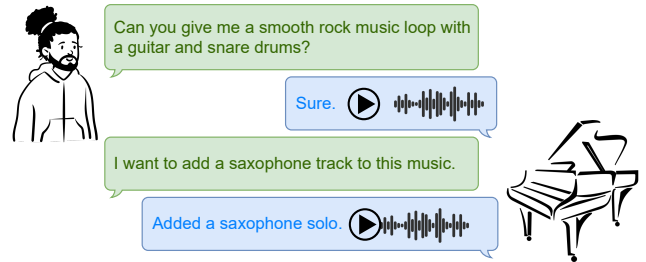 Can you give me a smooth rock music loop with
a guitar and snare drums?
Sure.
I want to add a saxophone track to this music.
Added a saxophone solo.